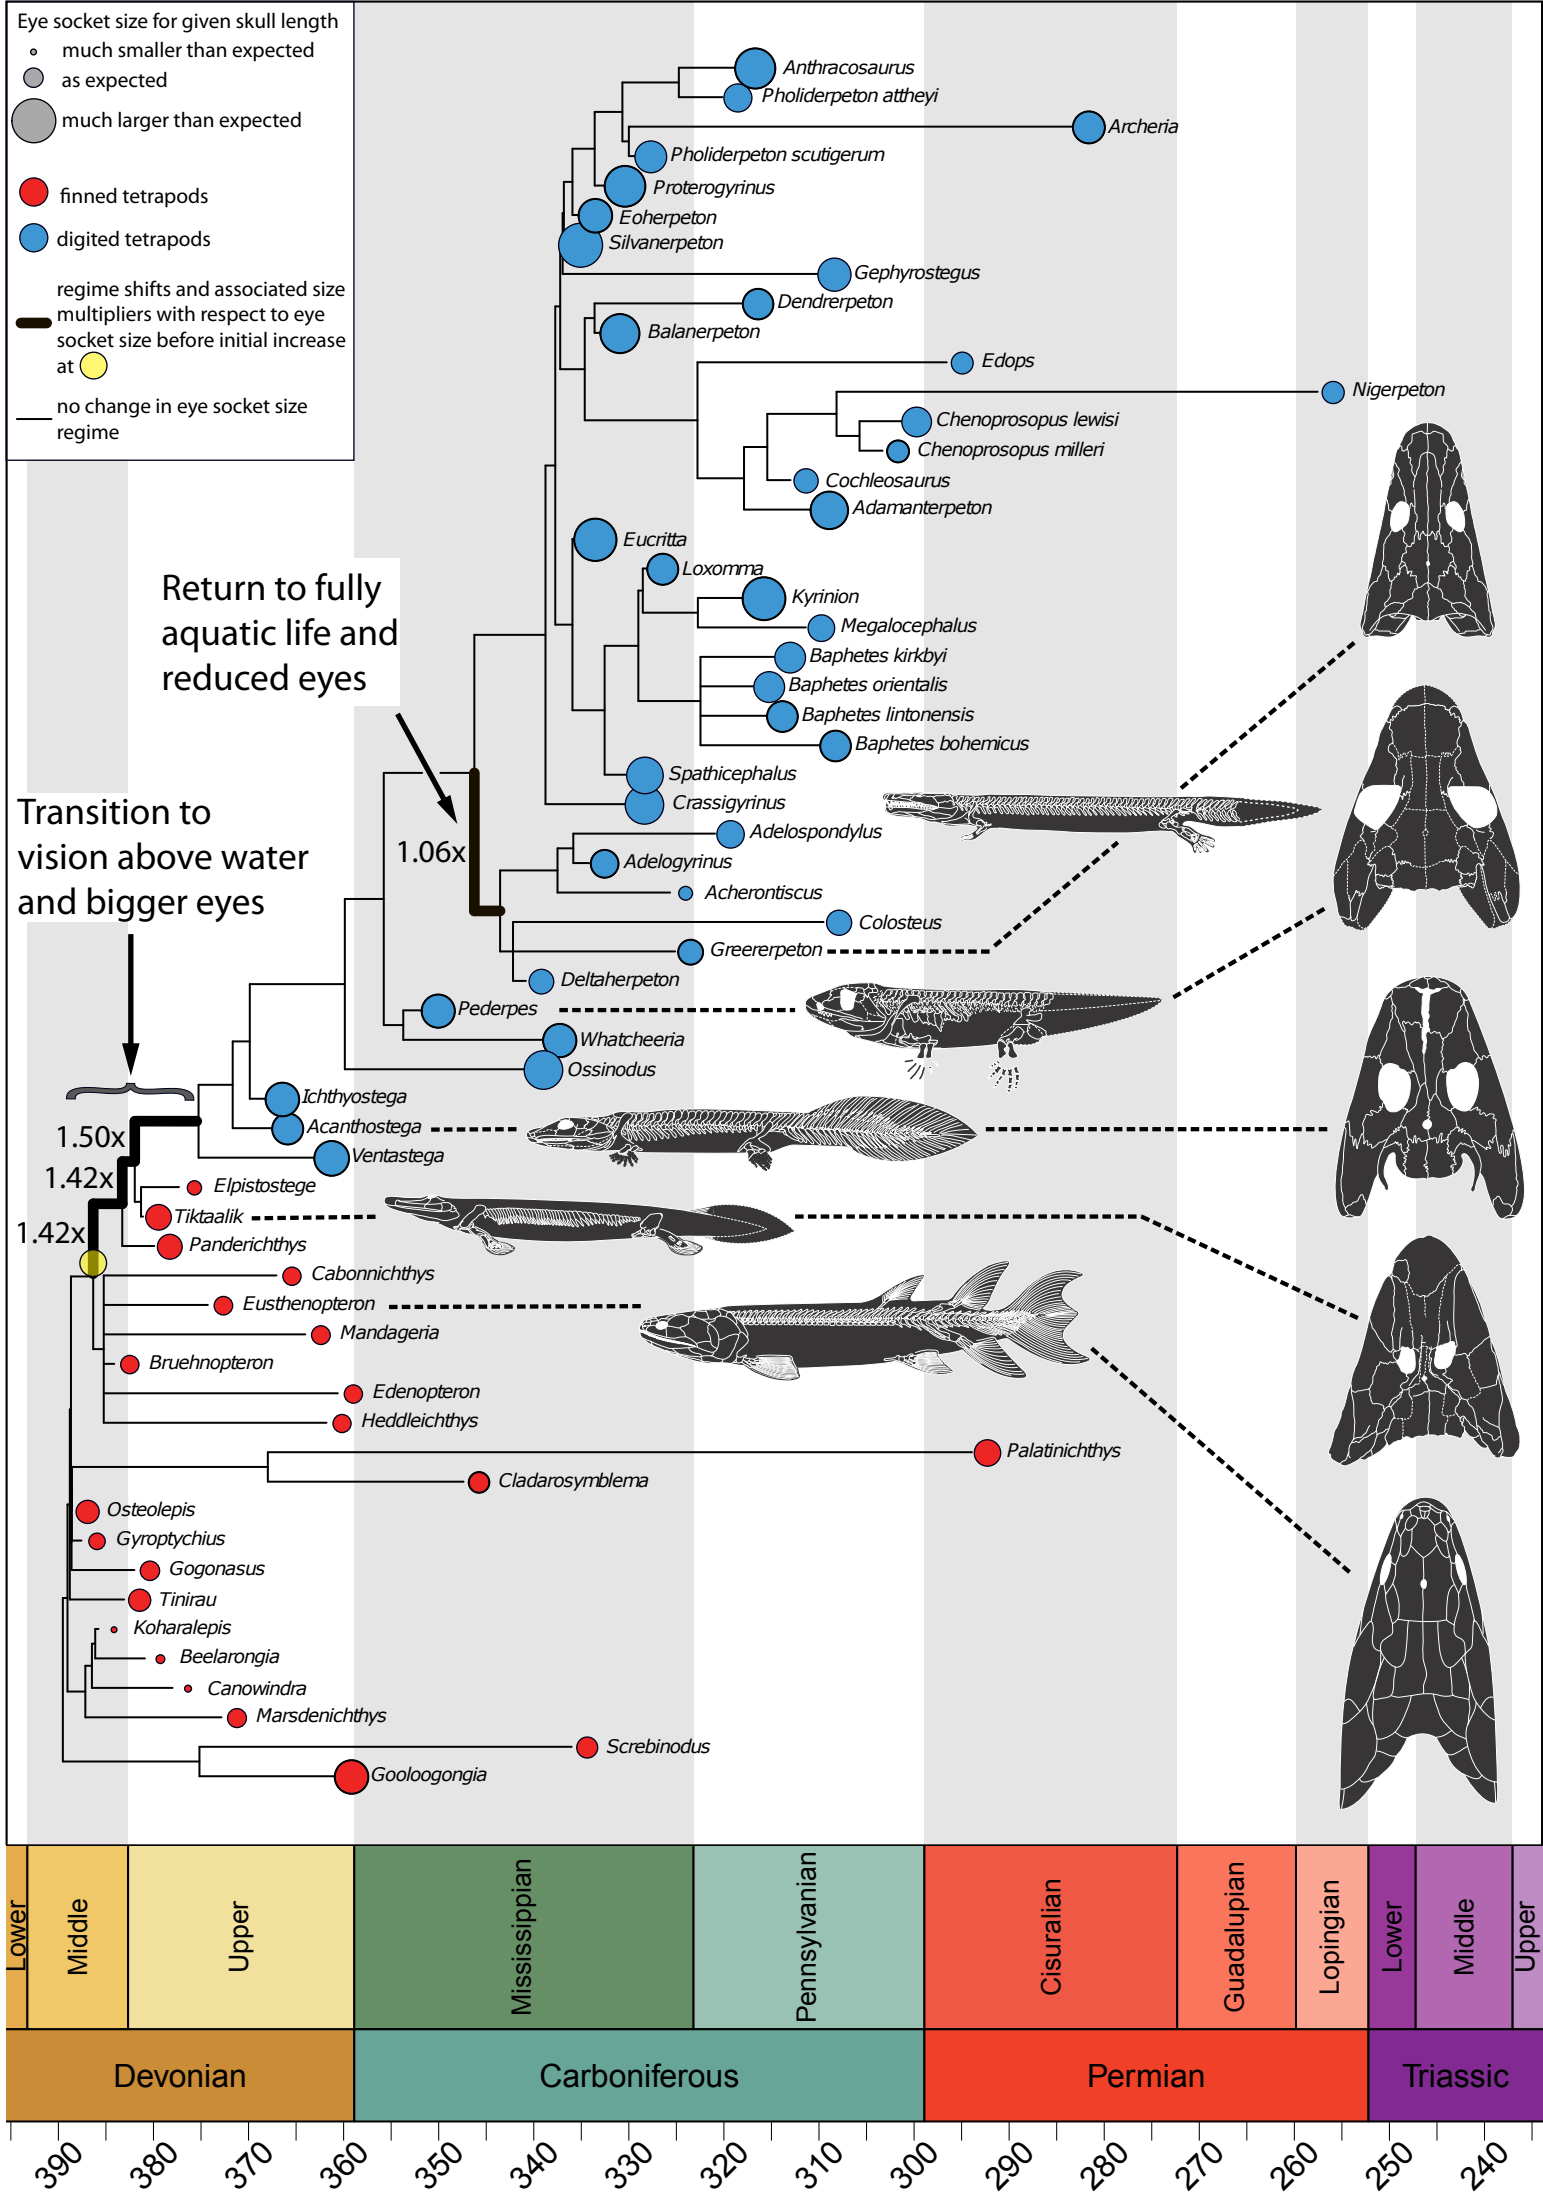 Eye socket size for given skull length
much smaller than expected
as expected
much larger than expected
finned tetrapods
digited tetrapods
regime shifts and associated size
multipliers with respect to eye
socket size before initial increase
at
no change in eye socket size
regime
Anthracosaurus
Pholiderpeton attheyi
Archeria
Pholiderpeton scutigerum
Proterogyrinus
Eoherpeton
Silvanerpeton
Gephyrostegus
Dendrerpeton
Balanerpeton
Edops
Nigerpeton
Chenoprosopus lewisi
Chenoprosopus milleri
Cochleosaurus
Adamanterpeton
Eucritta
Loxomma
Kyrinion
Megalocephalus
Baphetes kirkbyi
Baphetes orientalis
Baphetes lintonensis
Baphetes bohemicus
Spathicephalus
Crassigyrinus
Adelospondylus
Adelogyrinus
Acherontiscus
Colosteus
Greererpeton
Deltaherpeton
Pederpes
Whatcheeria
Ossinodus
Ichthyostega
Acanthostega
Ventastega
Elpistostege
Tiktaalik
Panderichthys
Cabonnichthys
Eusthenopteron
Mandageria
Bruehnopteron
Edenopteron
Heddleichthys
Palatinichthys
Cladarosymblema
Osteolepis
Gyroptychius
Gogonasus
Tinirau
Koharalepis
Beelarongia
Canowindra
Marsdenichthys
Screbinodus
Gooloogongia
Return to fully
aquatic life and
reduced eyes
1.06x
Transition to
vision above water
and bigger eyes
1.50x
1.42x
1.42x
Lower
Middle
Upper
Mississippian
Pennsylvanian
Cisuralian
Guadalupian
Lopingian
Lower
Middle
Upper
Devonian
Carboniferous
Permian
Triassic
390
380
370
360
350
340
330
320
310
300
290
280
270
260
250
240